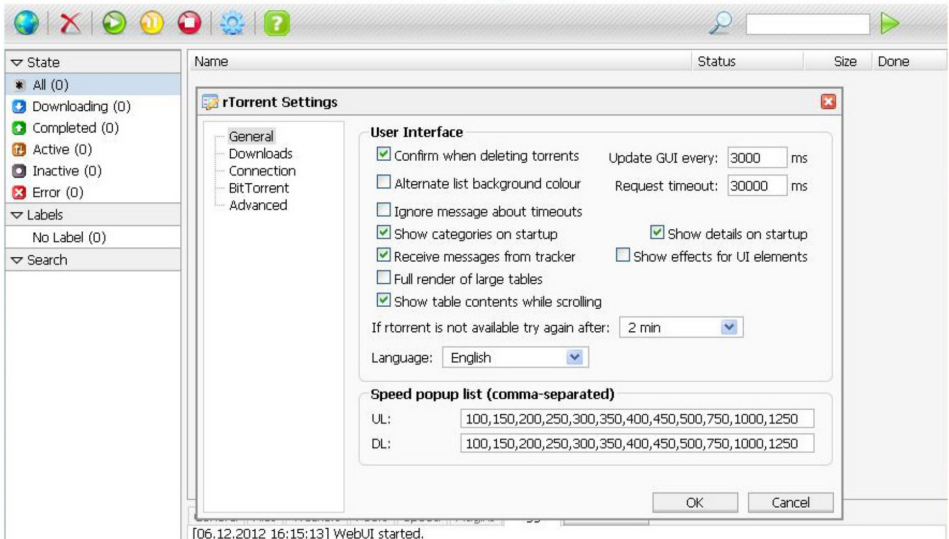 State
Name Status Size Done
All (0)
Downloading (0)
Completed (0)
Active (0)
Inactive (0)
Error (0)
Labels
No Label (0)
Search
rTorrent Settings
General
Downloads
Connection
BitTorrent
Advanced
User Interface
Confirm when deleting torrents Update GUI every: 3000 ms
Alternate list background colour Request timeout: 30000 ms
Ignore message about timeouts
Show categories on startup Show details on startup
Receive messages from tracker Show effects for UI elements
Full render of large tables
Show table contents while scrolling
If rtorrent is not available try again after: 2 min
Language: English
Speed popup list (comma-separated)
UL: 100,150,200,250,300,350,400,450,500,750,1000,1250
DL: 100,150,200,250,300,350,400,450,500,750,1000,1250
OK Cancel
[06.12.2012 16:15:13] WebUI started.